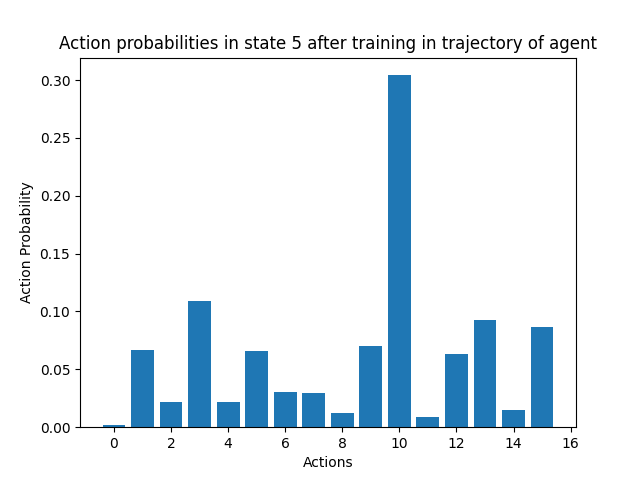 Action probabilities in state 5 after training in trajectory of agent
0.30
0.25
0.20
0.15
0.10
0.05
0.00
Action Probability
0 2 4 6 8 10 12 14 16
Actions